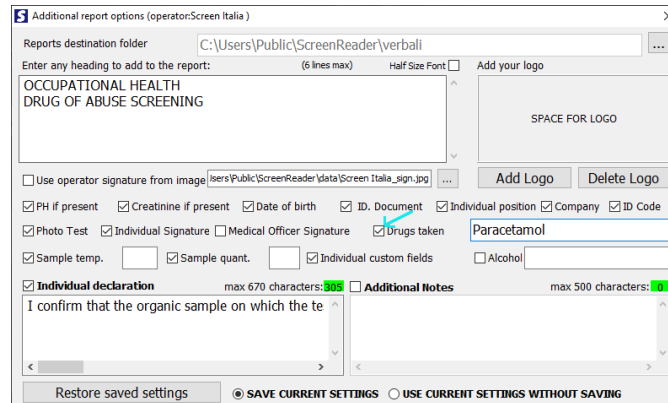 Additional report options (operator:Screen Italia )
Reports destination folder C:\Users\Public\ScreenReader\verbali ...
Enter any heading to add to the report: (6 lines max) Half Size Font Add your logo
OCCUPATIONAL HEALTH
DRUG OF ABUSE SCREENING
SPACE FOR LOGO
Use operator signature from image Jsers\Public\ScreenReader\data\Screen Italia_sign.jpg ... Add Logo Delete Logo
PH if present Creatinine if present Date of birth ID. Document Individual position Company ID Code
Photo Test Individual Signature Medical Officer Signature Drugs taken Paracetamol
Sample temp. Sample quant. Individual custom fields Alcohol
Individual declaration max 670 characters: 305 Additional Notes max 500 characters: 0
I confirm that the organic sample on which the te
Restore saved settings SAVE CURRENT SETTINGS USE CURRENT SETTINGS WITHOUT SAVING